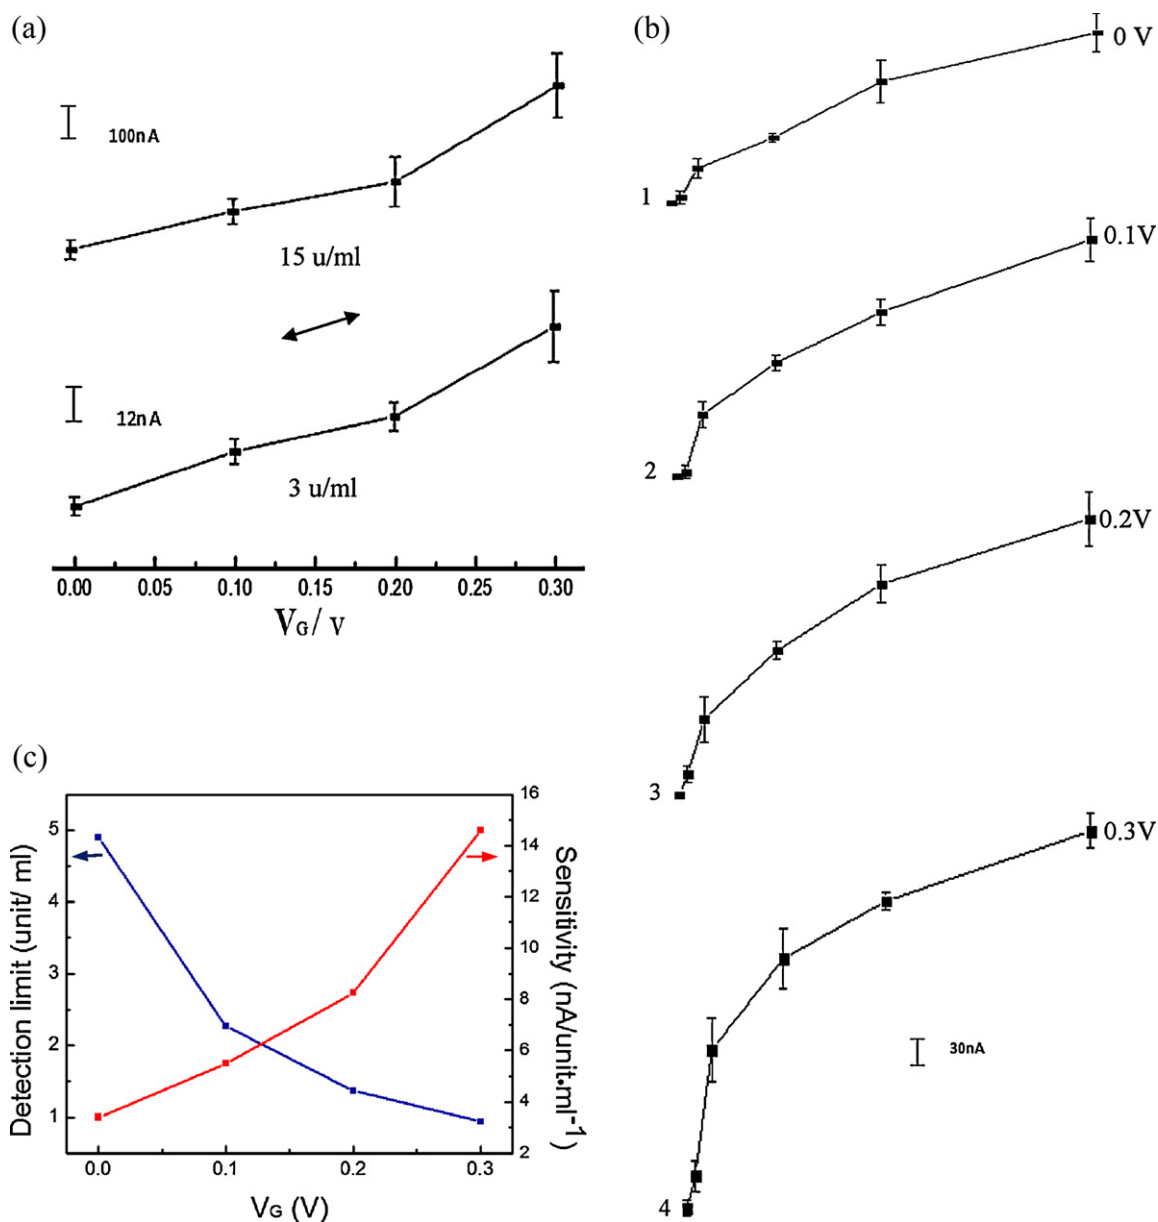 (a)
100nA
15 u/ml
12nA
3 u/ml
0.00 0.05 0.10 0.15 0.20 0.25 0.30
VG/ V
(b)
0 V
1
0.1V
2
0.2V
3
0.3V
30nA
4
(c)
Detection limit (unit/ ml)
5
4
3
2
1
16
14
12
10
8
6
4
2
Sensitivity (nA/unit·ml⁻¹)
0.0 0.1 0.2 0.3
VG (V)